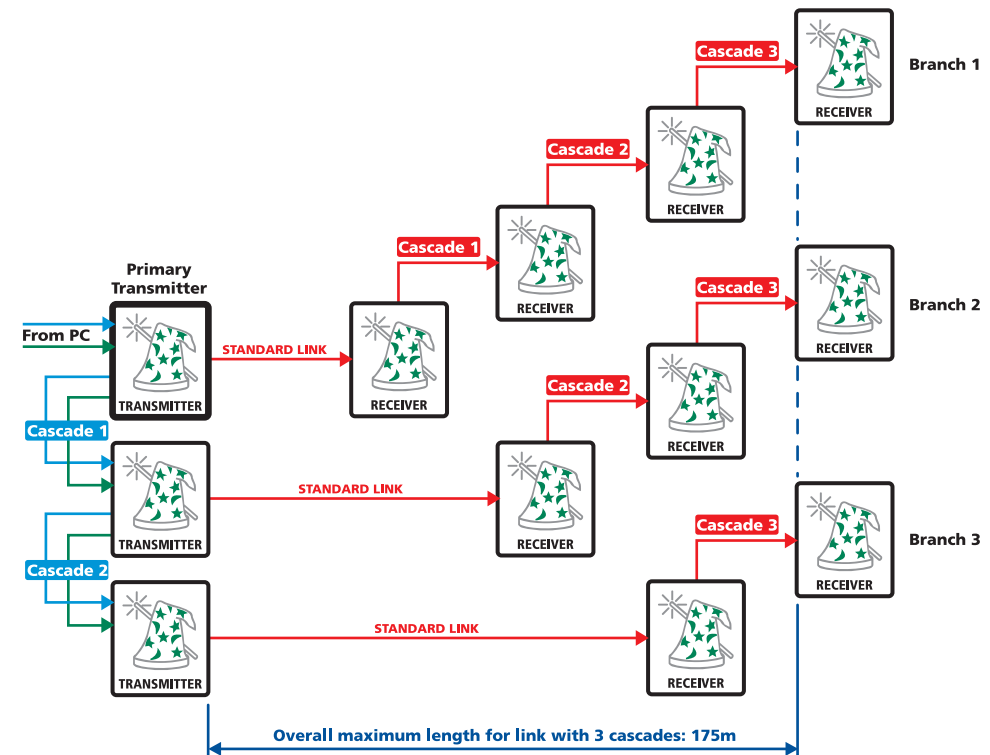 Cascade 3
Branch 1
RECEIVER
Cascade 2
RECEIVER
Cascade 1
RECEIVER
Primary
Transmitter
From PC
TRANSMITTER
STANDARD LINK
RECEIVER
Cascade 3
Branch 2
RECEIVER
Cascade 2
RECEIVER
Cascade 1
TRANSMITTER
STANDARD LINK
RECEIVER
Cascade 3
Branch 3
RECEIVER
Cascade 2
TRANSMITTER
STANDARD LINK
RECEIVER
Overall maximum length for link with 3 cascades: 175m